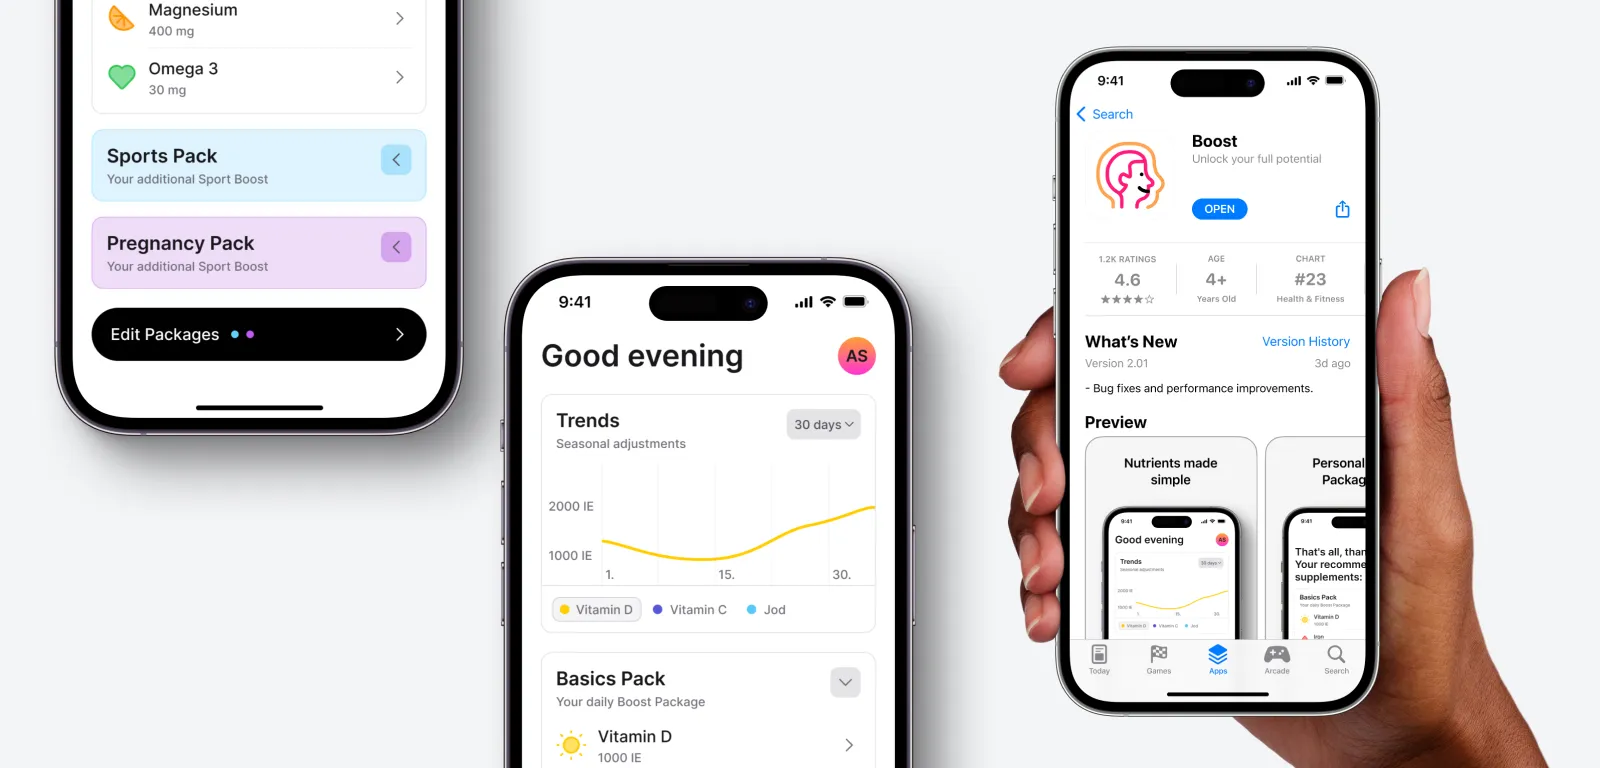 Magnesium
400 mg
Omega 3
30 mg
Sports Pack
Your additional Sport Boost
Pregnancy Pack
Your additional Sport Boost
Edit Packages
9:41
Good evening
AS
Trends
Seasonal adjustments
30 days
2000 IE
1000 IE
1.
15.
30.
Vitamin D
Vitamin C
Jod
Basics Pack
Your daily Boost Package
Vitamin D
1000 IE
9:41
Search
Boost
Unlock your full potential
OPEN
1.2K RATINGS
4.6
AGE
4+
Years Old
CHART
#23
Health & Fitness
What's New
Version History
Version 2.01
3d ago
- Bug fixes and performance improvements.
Preview
Nutrients made
simple
9:41
Good evening
AS
Trends
Seasonal adjustments
30 days
2000 IE
1000 IE
1.
15.
30.
Vitamin D
Vitamin C
Jod
Personal
Packag
9:41
That's all, than
Your recomme
supplements:
Basics Pack
Your daily Boost Package
Vitamin D
1000 IE
Iron
Today
Games
Apps
Arcade
Search